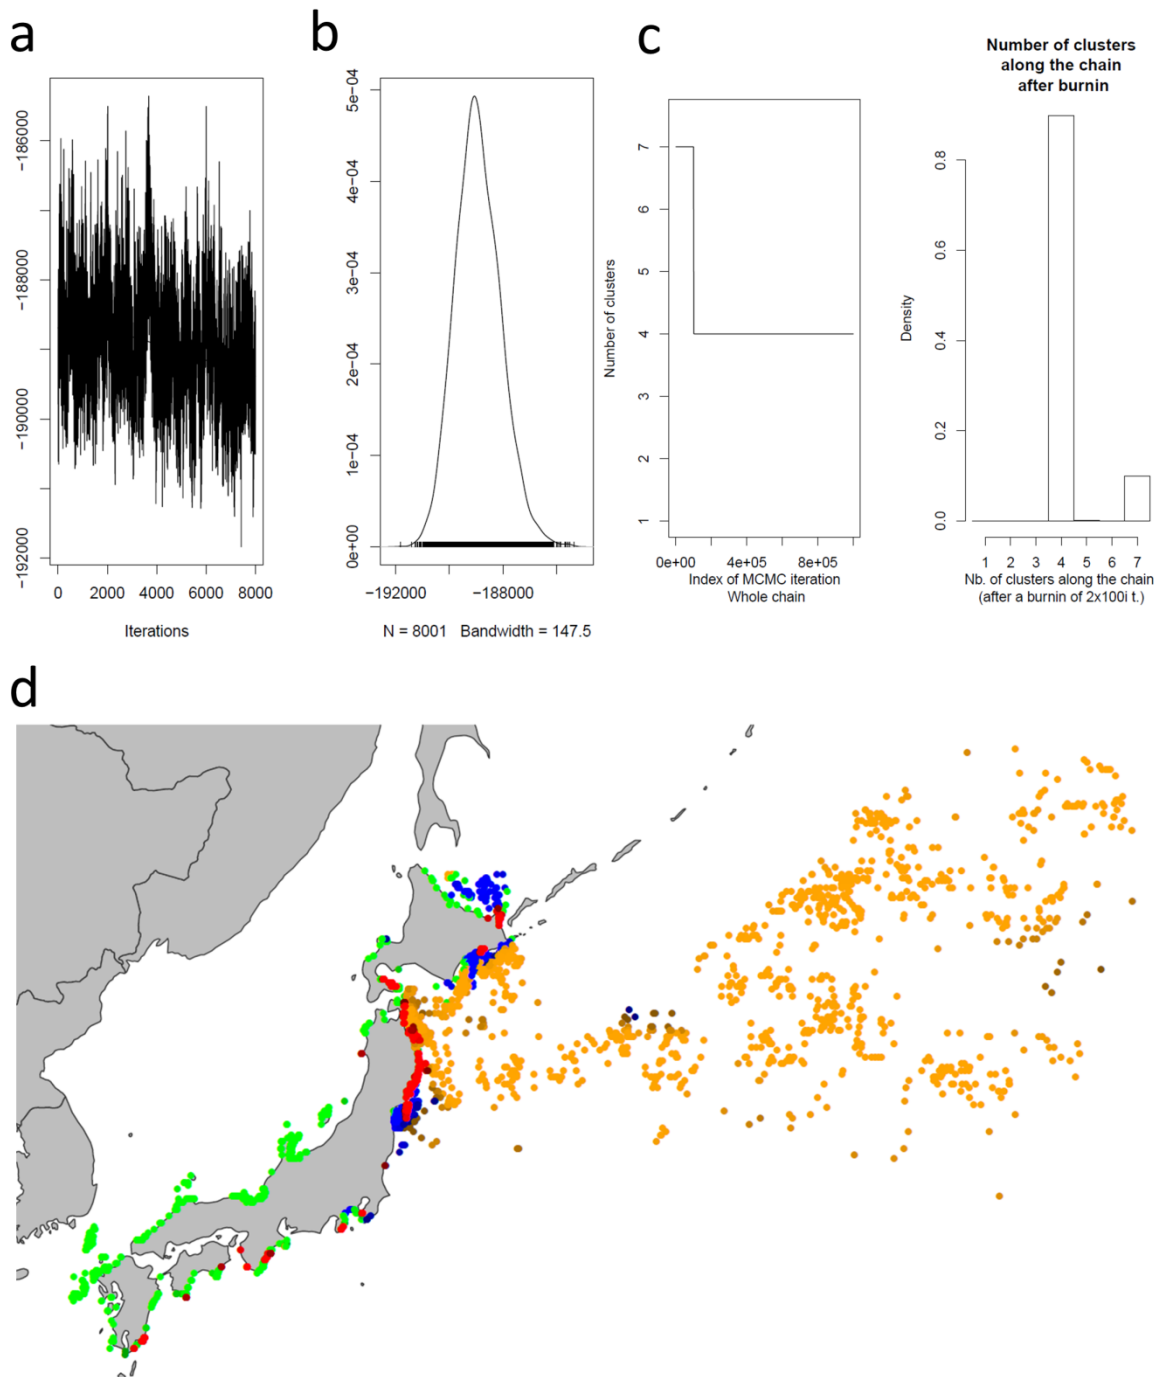 a
b
c
−186000
−188000
−190000
−192000
0 2000 4000 6000 8000
Iterations
5e−04
4e−04
3e−04
2e−04
1e−04
0e+00
−192000 −188000
N = 8001 Bandwidth = 147.5
Number of clusters
7
6
5
4
3
2
1
0e+00 4e+05 8e+05
Index of MCMC iteration
Whole chain
Number of clusters
along the chain
after burnin
Density
0.8
0.6
0.4
0.2
0.0
1 2 3 4 5 6 7
Nb. of clusters along the chain
(after a burnin of 2x100i t.)
d